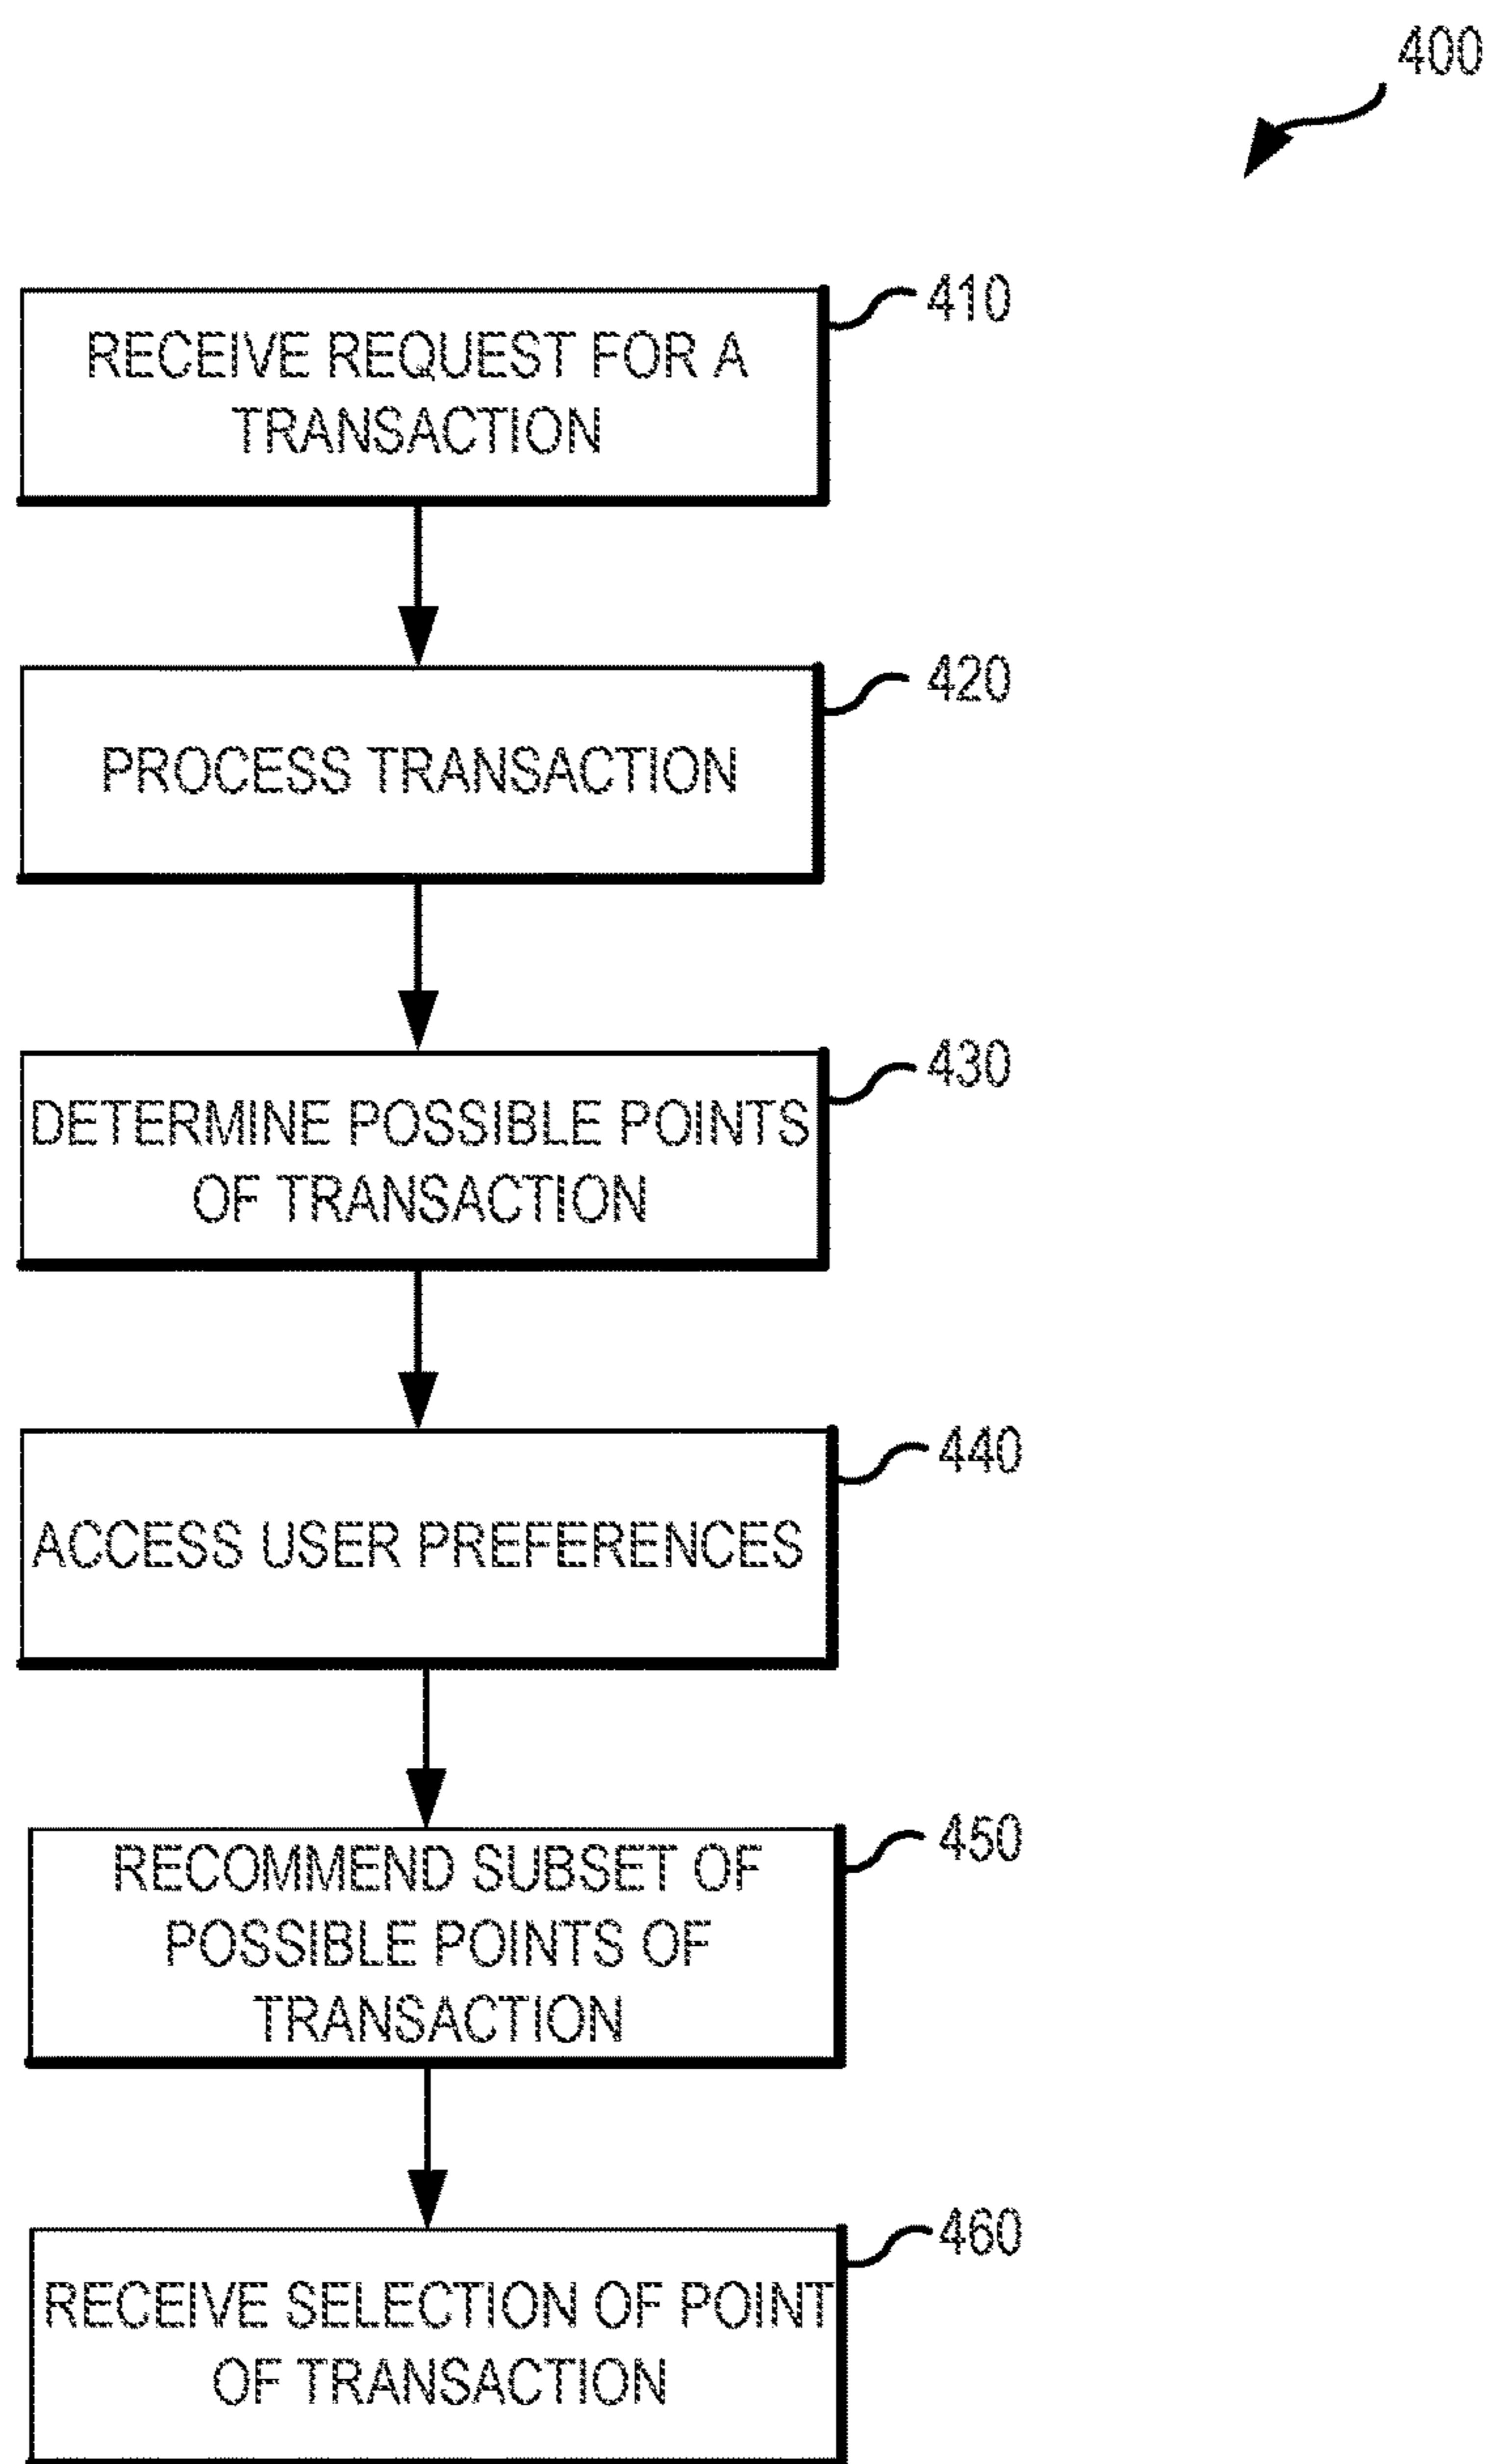 400
410
RECEIVE REQUEST FOR A
TRANSACTION
420
PROCESS TRANSACTION
430
DETERMINE POSSIBLE POINTS
OF TRANSACTION
440
ACCESS USER PREFERENCES
450
RECOMMEND SUBSET OF
POSSIBLE POINTS OF
TRANSACTION
460
RECEIVE SELECTION OF POINT
OF TRANSACTION